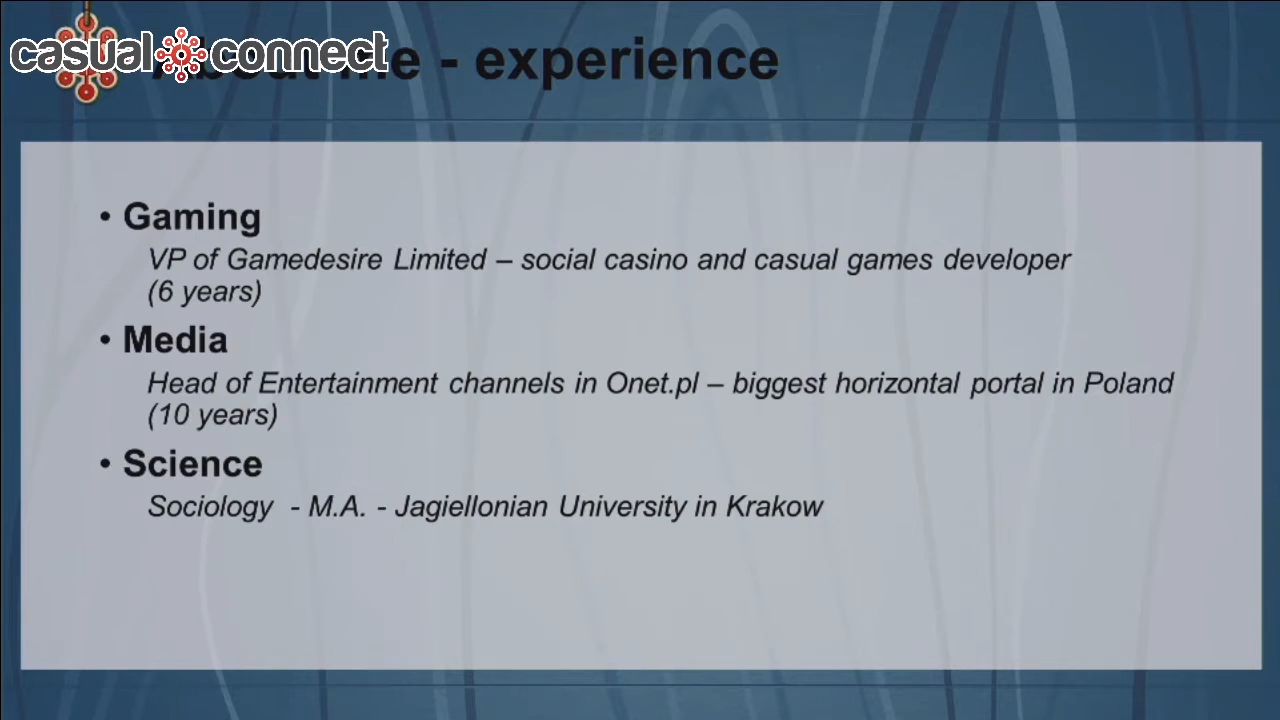 casual connect
me - experience
• Gaming
VP of Gamedesire Limited – social casino and casual games developer
(6 years)
• Media
Head of Entertainment channels in Onet.pl – biggest horizontal portal in Poland
(10 years)
• Science
Sociology - M.A. - Jagiellonian University in Krakow